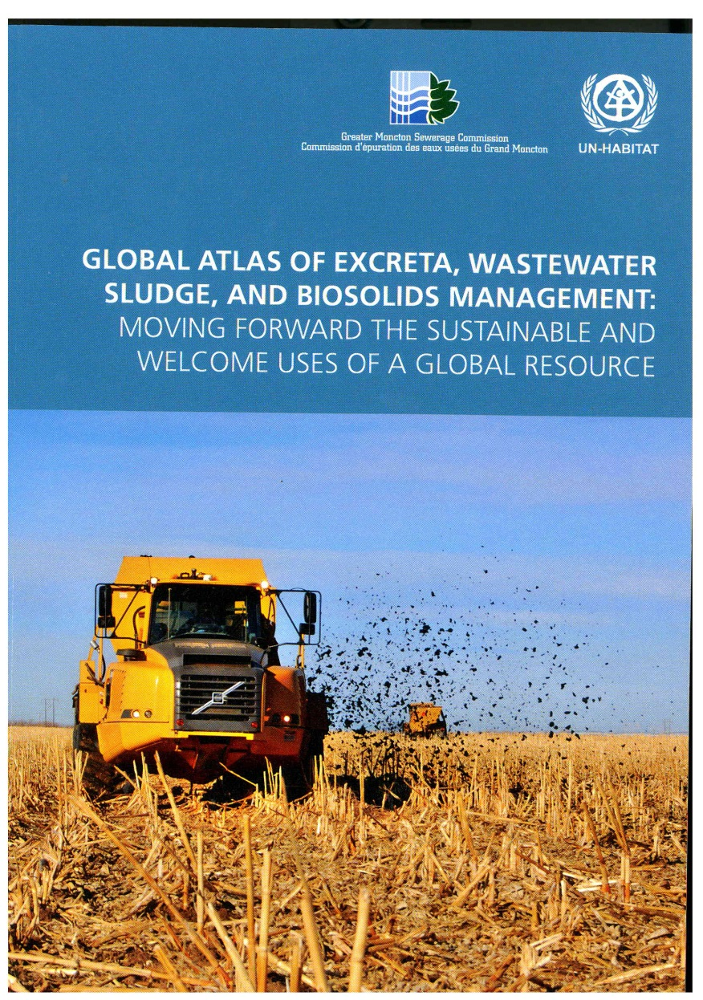 Greater Moncton Sewerage Commission
Commission d'épuration des eaux usées du Grand Moncton
UN-HABITAT
GLOBAL ATLAS OF EXCRETA, WASTEWATER
SLUDGE, AND BIOSOLIDS MANAGEMENT:
MOVING FORWARD THE SUSTAINABLE AND
WELCOME USES OF A GLOBAL RESOURCE